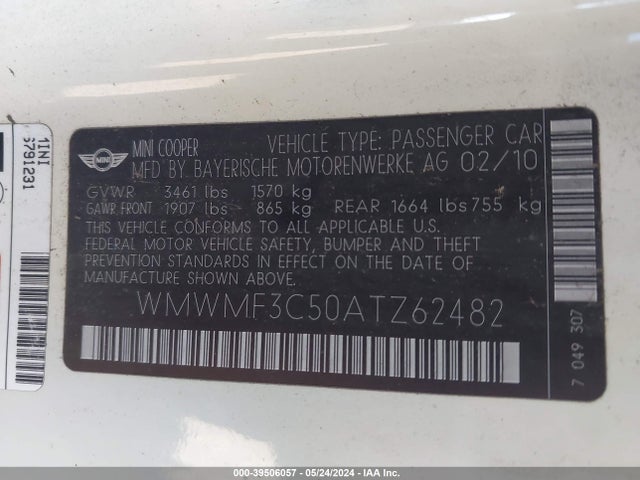 MINI
MINI COOPER VEHICLE TYPE: PASSENGER CAR
MFD BY BAYERISCHE MOTORENWERKE AG 02/10
GVWR 3461 lbs 1570 kg
GAWR FRONT 1907 lbs 865 kg REAR 1664 lbs 755 kg
THIS VEHICLE CONFORMS TO ALL APPLICABLE U.S.
FEDERAL MOTOR VEHICLE SAFETY, BUMPER AND THEFT
PREVENTION STANDARDS IN EFFECT ON THE DATE OF
MANUFACTURE SHOWN ABOVE.
WMWMF3C50ATZ62482
7 049 307
6791231
000-39506057 - 05/24/2024 - IAA Inc.